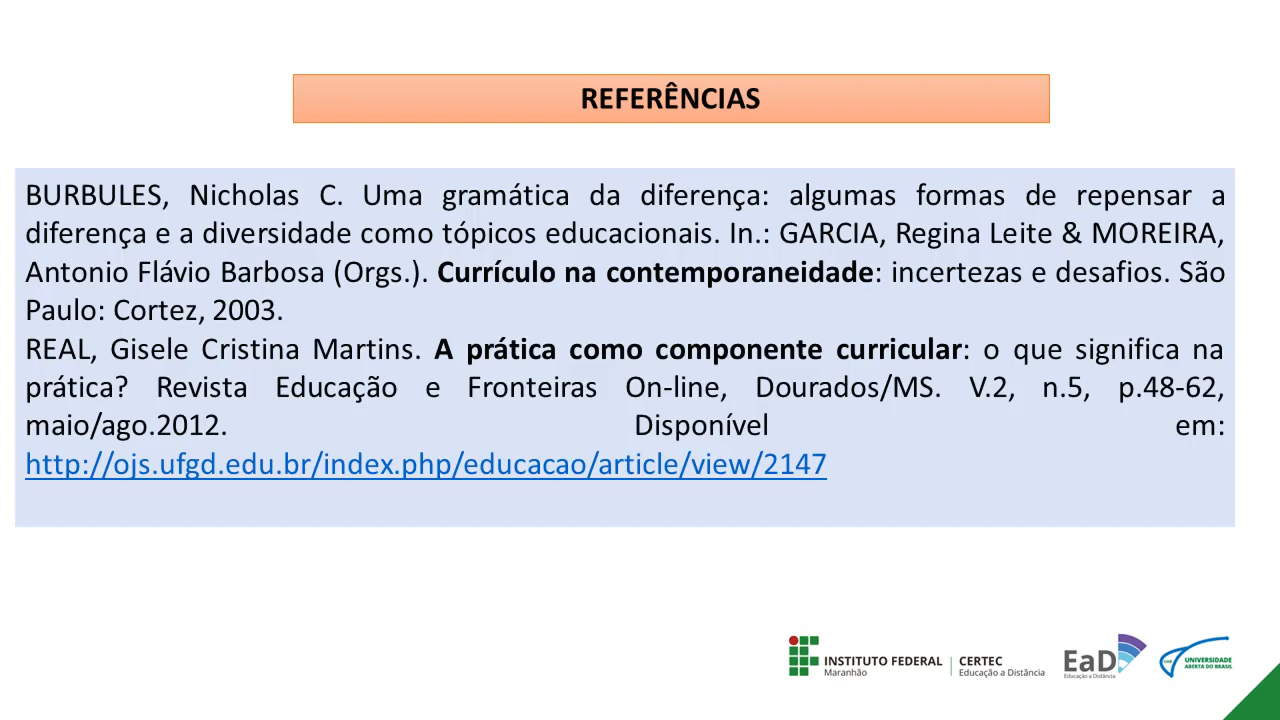 REFERÊNCIAS
BURBULES, Nicholas C. Uma gramática da diferença: algumas formas de repensar a
diferença e a diversidade como tópicos educacionais. In.: GARCIA, Regina Leite & MOREIRA,
Antonio Flávio Barbosa (Orgs.). Currículo na contemporaneidade: incertezas e desafios. São
Paulo: Cortez, 2003.
REAL, Gisele Cristina Martins. A prática como componente curricular: o que significa na
prática? Revista Educação e Fronteiras On-line, Dourados/MS. V.2, n.5, p.48-62,
maio/ago.2012. Disponível em:
http://ojs.ufgd.edu.br/index.php/educacao/article/view/2147
INSTITUTO FEDERAL
Maranhão
CERTEC
Educação a Distância
EaD
Educação a Distância
UAB
UNIVERSIDADE
ABERTA DO BRASIL